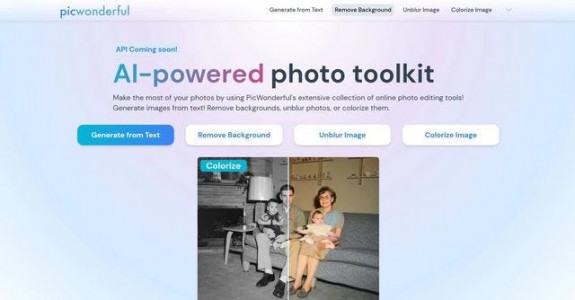 picwonderful
Generate from Text Remove Background Unblur Image Colorize Image
API Coming soon!
AI-powered photo toolkit
Make the most of your photos by using PicWonderful's extensive collection of online photo editing tools!
Generate images from text! Remove backgrounds, unblur photos, or colorize them.
Generate from Text Remove Background Unblur Image Colorize Image
Colorize